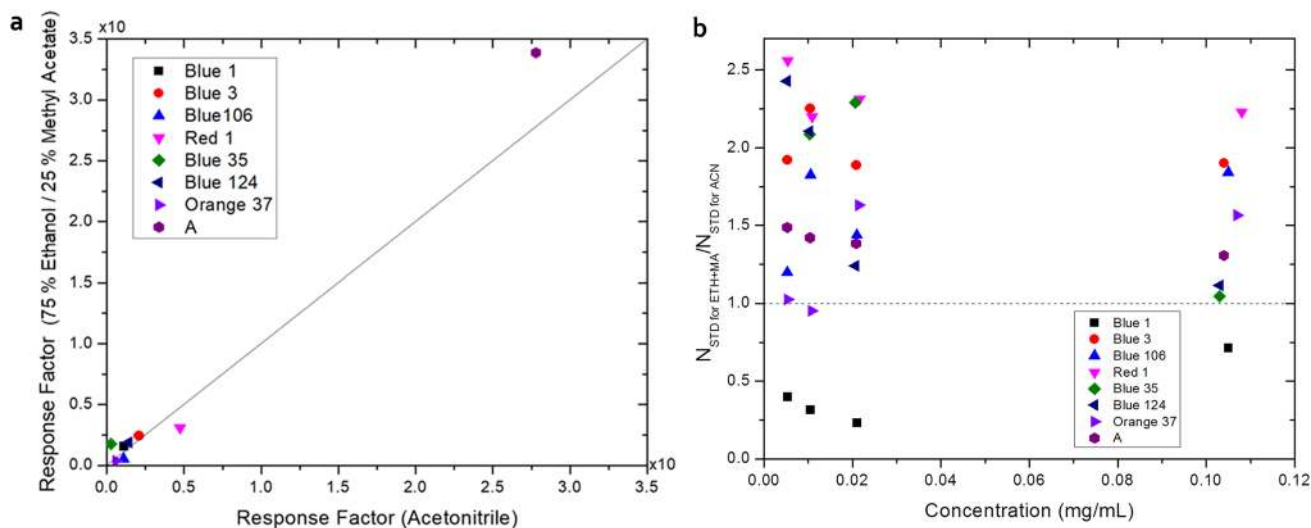 a
x10
3.5
3.0
2.5
2.0
1.5
1.0
0.5
0.0
Response Factor (75 % Ethanol / 25 % Methyl Acetate)
Blue 1
Blue 3
Blue106
Red 1
Blue 35
Blue 124
Orange 37
A
0.0 0.5 1.0 1.5 2.0 2.5 3.0 3.5
x10
Response Factor (Acetonitrile)
b
2.5
2.0
1.5
1.0
0.5
0.0
N STD for ETH+MA/N STD for ACN
Blue 1
Blue 3
Blue 106
Red 1
Blue 35
Blue 124
Orange 37
A
0.00 0.02 0.04 0.06 0.08 0.10 0.12
Concentration (mg/mL)